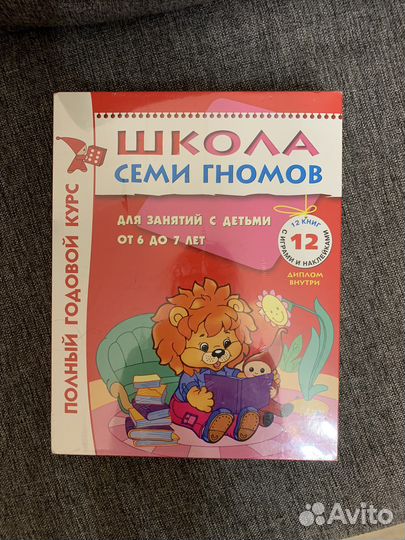 ПОЛНЫЙ ГОДОВОЙ КУРС
ШКОЛА
СЕМИ ГНОМОВ
ДЛЯ ЗАНЯТИЙ С ДЕТЬМИ
ОТ 6 ДО 7 ЛЕТ
12 КНИГ
12
С ИГРАМИ И НАКЛЕЙКАМИ
ДИПЛОМ
ВНУТРИ
Avito